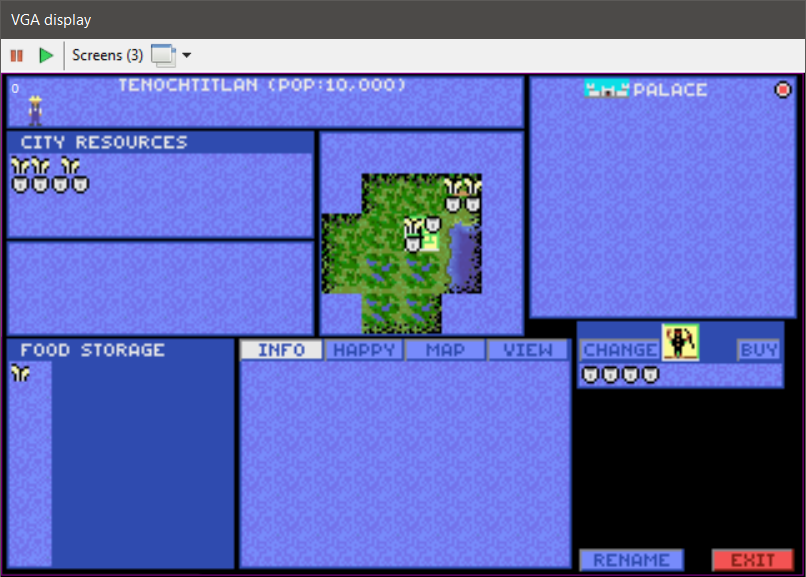 VGA display
Screens (3)
0
TENOCHTITLAN (POP:10,000)
PALACE
CITY RESOURCES
FOOD STORAGE
INFO
HAPPY
MAP
VIEW
CHANGE
BUY
RENAME
EXIT